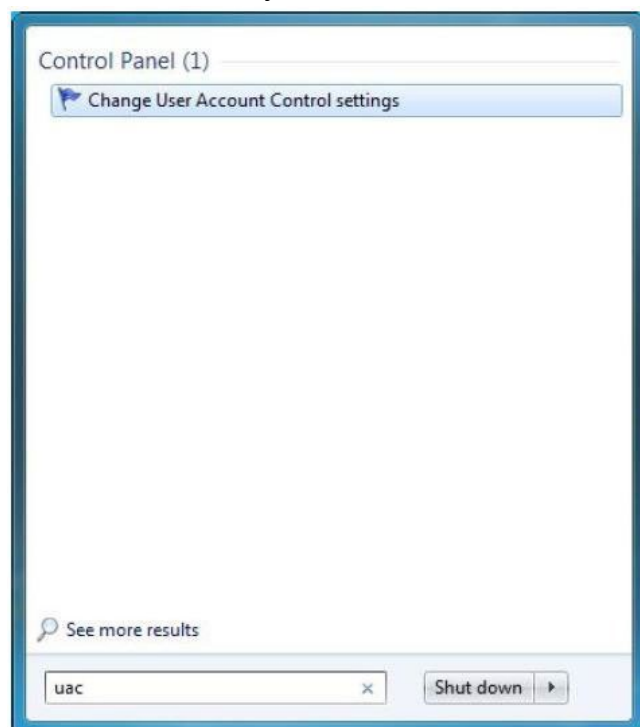 Control Panel (1)
Change User Account Control settings
See more results
uac
Shut down